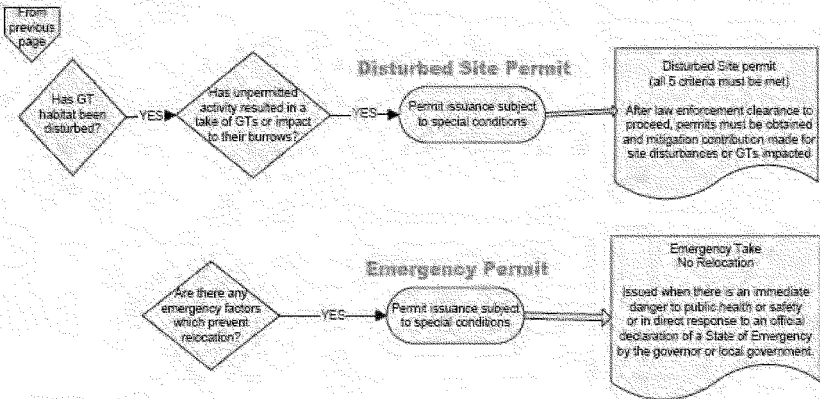 From
previous
page
Has GT
habitat been
disturbed?
YES
Has unpermitted
activity resulted in a
take of GTs or impact
to their burrows?
YES
Disturbed Site Permit
Permit issuance subject
to special conditions
Disturbed Site permit
(all 5 criteria must be met)
After law enforcement clearance to
proceed, permits must be obtained
and mitigation contribution made for
site disturbances or GTs impacted
Are there any
emergency factors
which prevent
relocation?
YES
Emergency Permit
Permit issuance subject
to special conditions
Emergency Take
No Relocation
Issued when there is an immediate
danger to public health or safety
or in direct response to an official
declaration of a State of Emergency
by the governor or local government.